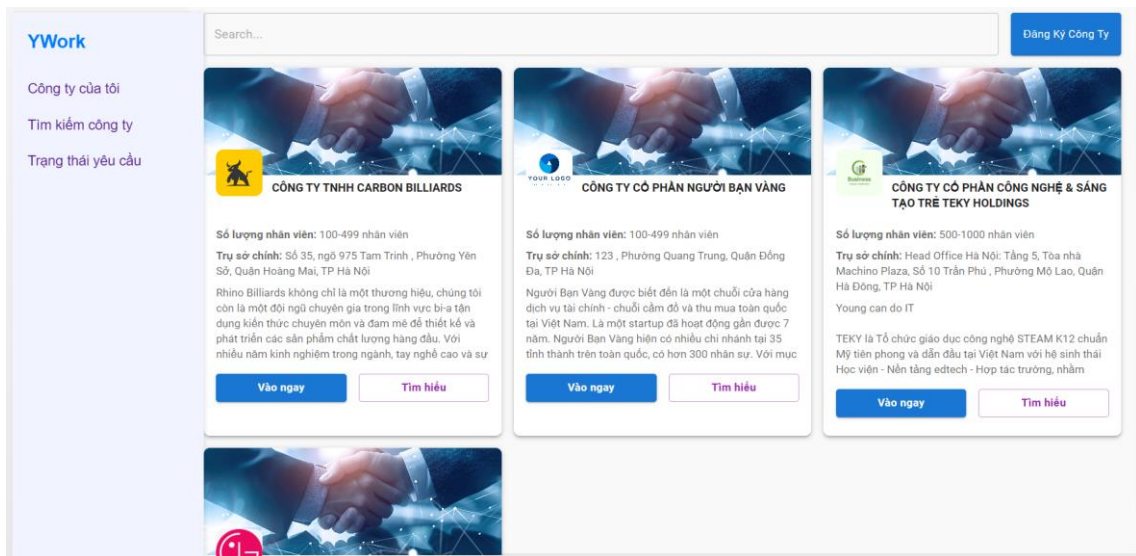 YWork
Công ty của tôi
Tìm kiếm công ty
Trạng thái yêu cầu
Search...
Đăng Ký Công Ty
CÔNG TY TNHH CARBON BILLIARDS
Số lượng nhân viên: 100-499 nhân viên
Trụ sở chính: Số 35, ngõ 975 Tam Trinh , Phường Yên
Sở, Quận Hoàng Mai, TP Hà Nội
Rhino Billiards không chỉ là một thương hiệu, chúng tôi
còn là một đội ngũ chuyên gia trong lĩnh vực bi-a tận
dụng kiến thức chuyên môn và đam mê để thiết kế và
phát triển các sản phẩm chất lượng hàng đầu. Với
nhiều năm kinh nghiệm trong ngành, tay nghề cao và sự
Vào ngay
Tìm hiểu
YOUR LOGO
CÔNG TY CỔ PHẦN NGƯỜI BẠN VÀNG
Số lượng nhân viên: 100-499 nhân viên
Trụ sở chính: 123 , Phường Quang Trung, Quận Đống
Đa, TP Hà Nội
Người Bạn Vàng được biết đến là một chuỗi cửa hàng
dịch vụ tài chính - chuỗi cầm đồ và thu mua toàn quốc
tại Việt Nam. Là một startup đã hoạt động gần được 7
năm. Người Bạn Vàng hiện có nhiều chi nhánh tại 35
tỉnh thành trên toàn quốc, có hơn 300 nhân sự. Với mục
Vào ngay
Tìm hiểu
Business
CÔNG TY CỔ PHẦN CÔNG NGHỆ & SÁNG
TẠO TRẺ TEKY HOLDINGS
Số lượng nhân viên: 500-1000 nhân viên
Trụ sở chính: Head Office Hà Nội: Tầng 5, Tòa nhà
Machino Plaza, Số 10 Trần Phú , Phường Mộ Lao, Quận
Hà Đông, TP Hà Nội
Young can do IT
TEKY là Tổ chức giáo dục công nghệ STEAM K12 chuẩn
Mỹ tiên phong và dẫn đầu tại Việt Nam với hệ sinh thái
Học viện - Nền tảng edtech - Hợp tác trường, nhằm
Vào ngay
Tìm hiểu